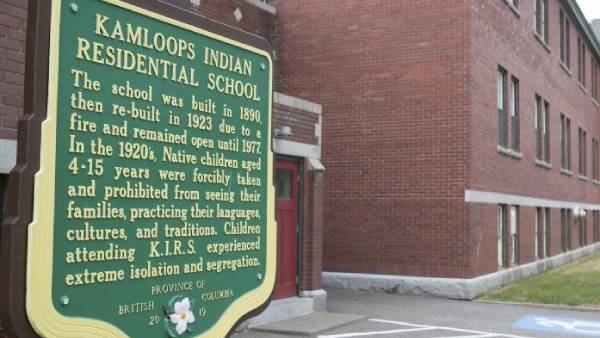 KAMLOOPS INDIAN
RESIDENTIAL SCHOOL
The school was built in 1890,
then re-built in 1923 due to a
fire and remained open until 1977.
In the 1920's, Native children aged
4-15 years were forcibly taken
and prohibited from seeing their
families, practicing their languages,
cultures, and traditions. Children
attending K.I.R.S. experienced
extreme isolation and segregation.
PROVINCE OF
BRITISH COLUMBIA
20 19